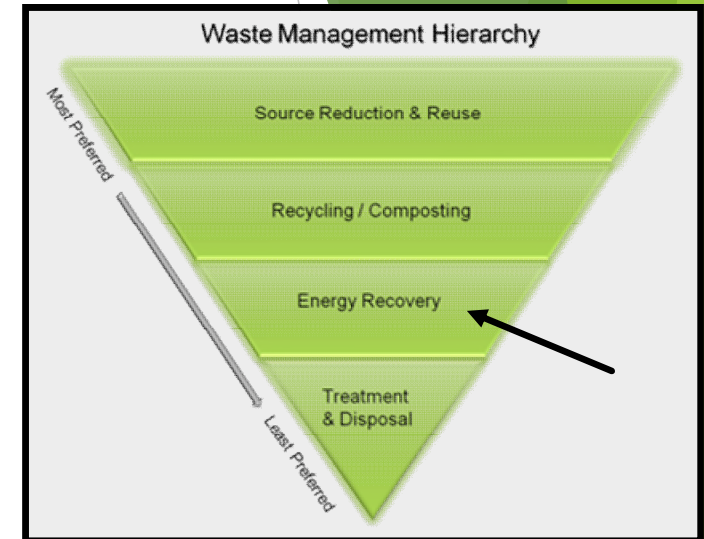 Waste Management Hierarchy
Most Preferred
Source Reduction & Reuse
Recycling / Composting
Energy Recovery
Treatment
& Disposal
Least Preferred